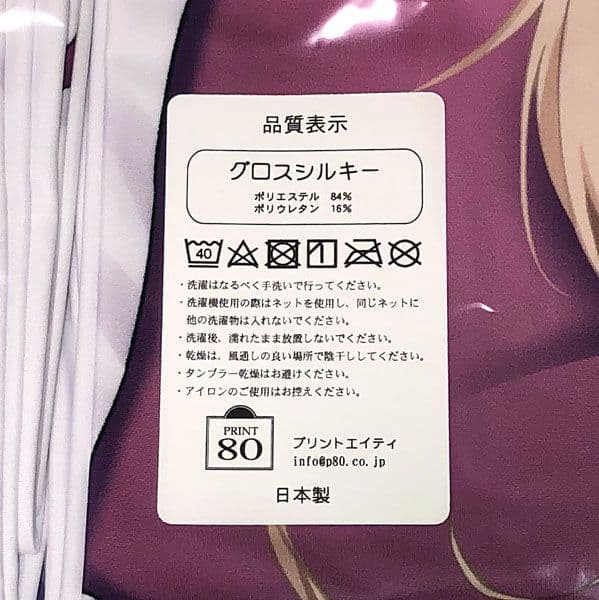 品質表示
グロスシルキー
ポリエステル 84%
ポリウレタン 16%
40
・洗濯はなるべく手洗いで行ってください。
・洗濯機使用の際はネットを使用し、同じネットに
他の洗濯物は入れないでください。
・洗濯後、濡れたまま放置しないでください。
・乾燥は、風通しの良い場所で陰干ししてください。
・タンブラー乾燥はお避けください。
・アイロンのご使用はお控えください。
PRINT
80
プリントエイティ
info@p80.co.jp
日本製